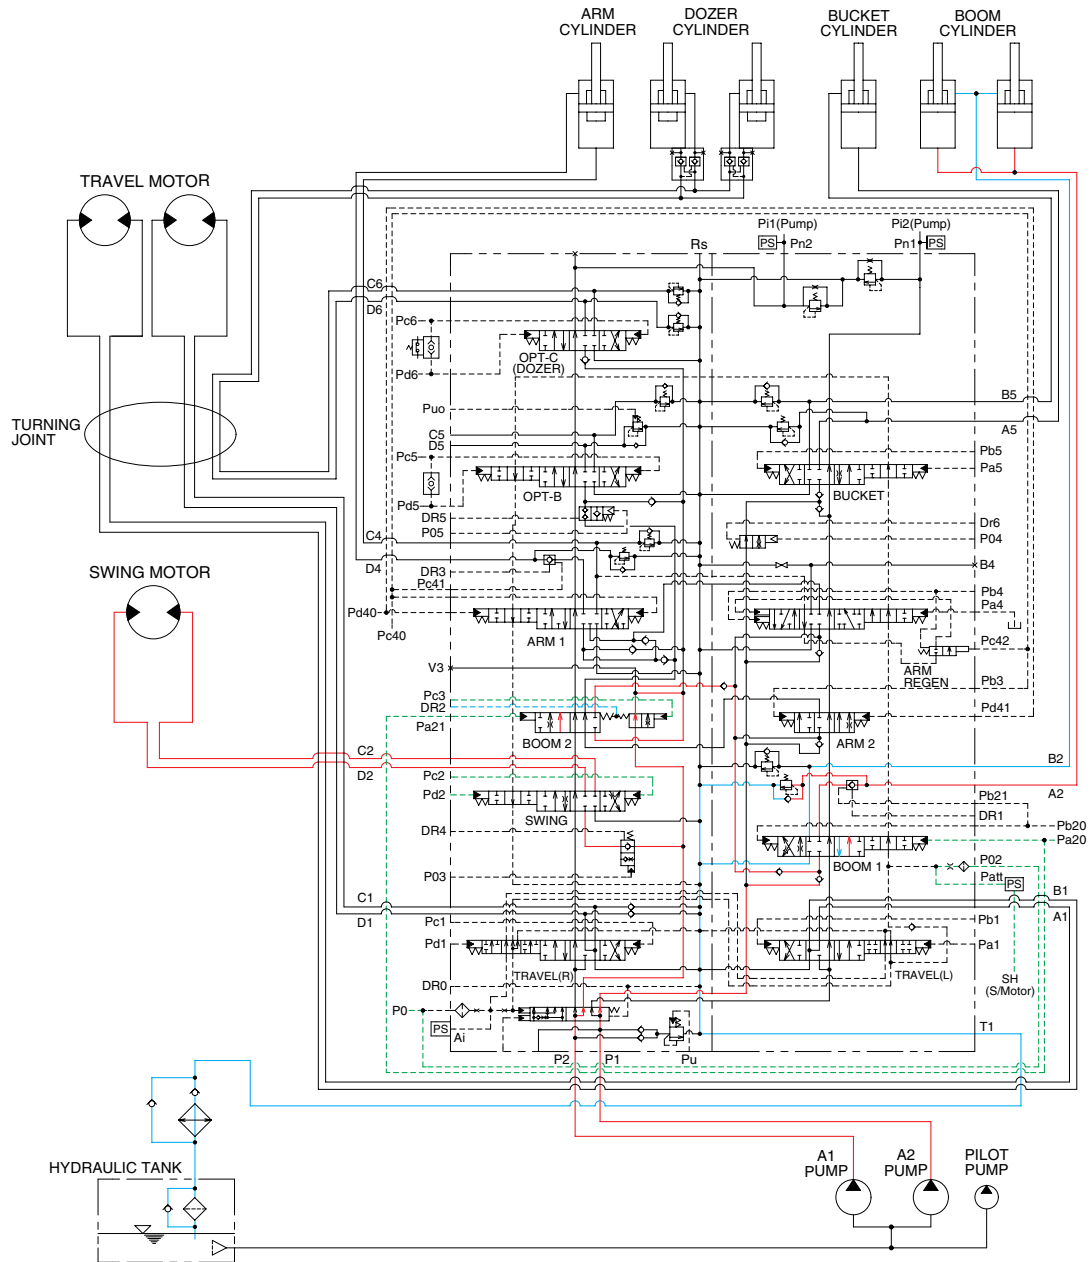 ARM
CYLINDER
DOZER
CYLINDER
BUCKET
CYLINDER
BOOM
CYLINDER
TRAVEL MOTOR
Pi1(Pump)
Pi2(Pump)
PS
Pn2
Pn1
PS
Rs
C6
D6
Pc6
OPT-C
(DOZER)
Pd6
Puo
B5
TURNING
JOINT
C5
D5
A5
Pc5
Pb5
Pa5
OPT-B
BUCKET
Pd5
DR5
P05
Dr6
P04
C4
D4
B4
DR3
Pc41
Pb4
Pa4
SWING MOTOR
Pd40
Pc40
ARM 1
Pc42
ARM
REGEN
V3
Pb3
Pc3
DR2
Pd41
Pa21
BOOM 2
ARM 2
C2
B2
D2
Pc2
A2
Pd2
Pb21
SWING
DR1
DR4
Pb20
Pa20
BOOM 1
P02
P03
Patt
PS
C1
B1
D1
A1
Pc1
Pb1
Pd1
Pa1
TRAVEL(R)
TRAVEL(L)
SH
(S/Motor)
DR0
P0
PS
Ai
T1
P2
P1
Pu
HYDRAULIC TANK
A1
PUMP
A2
PUMP
PILOT
PUMP